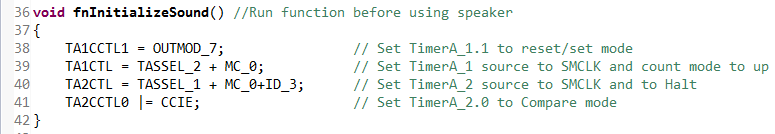 36 void fnInitializeSound() //Run function before using speaker
37 {
38     TA1CCTL1 = OUTMOD_7;                // Set TimerA_1.1 to reset/set mode
39     TA1CTL = TASSEL_2 + MC_0;           // Set TimerA_1 source to SMCLK and count mode to up
40     TA2CTL = TASSEL_1 + MC_0+ID_3;      // Set TimerA_2 source to SMCLK and to Halt
41     TA2CCTL0 |= CCIE;                   // Set TimerA_2.0 to Compare mode
42 }